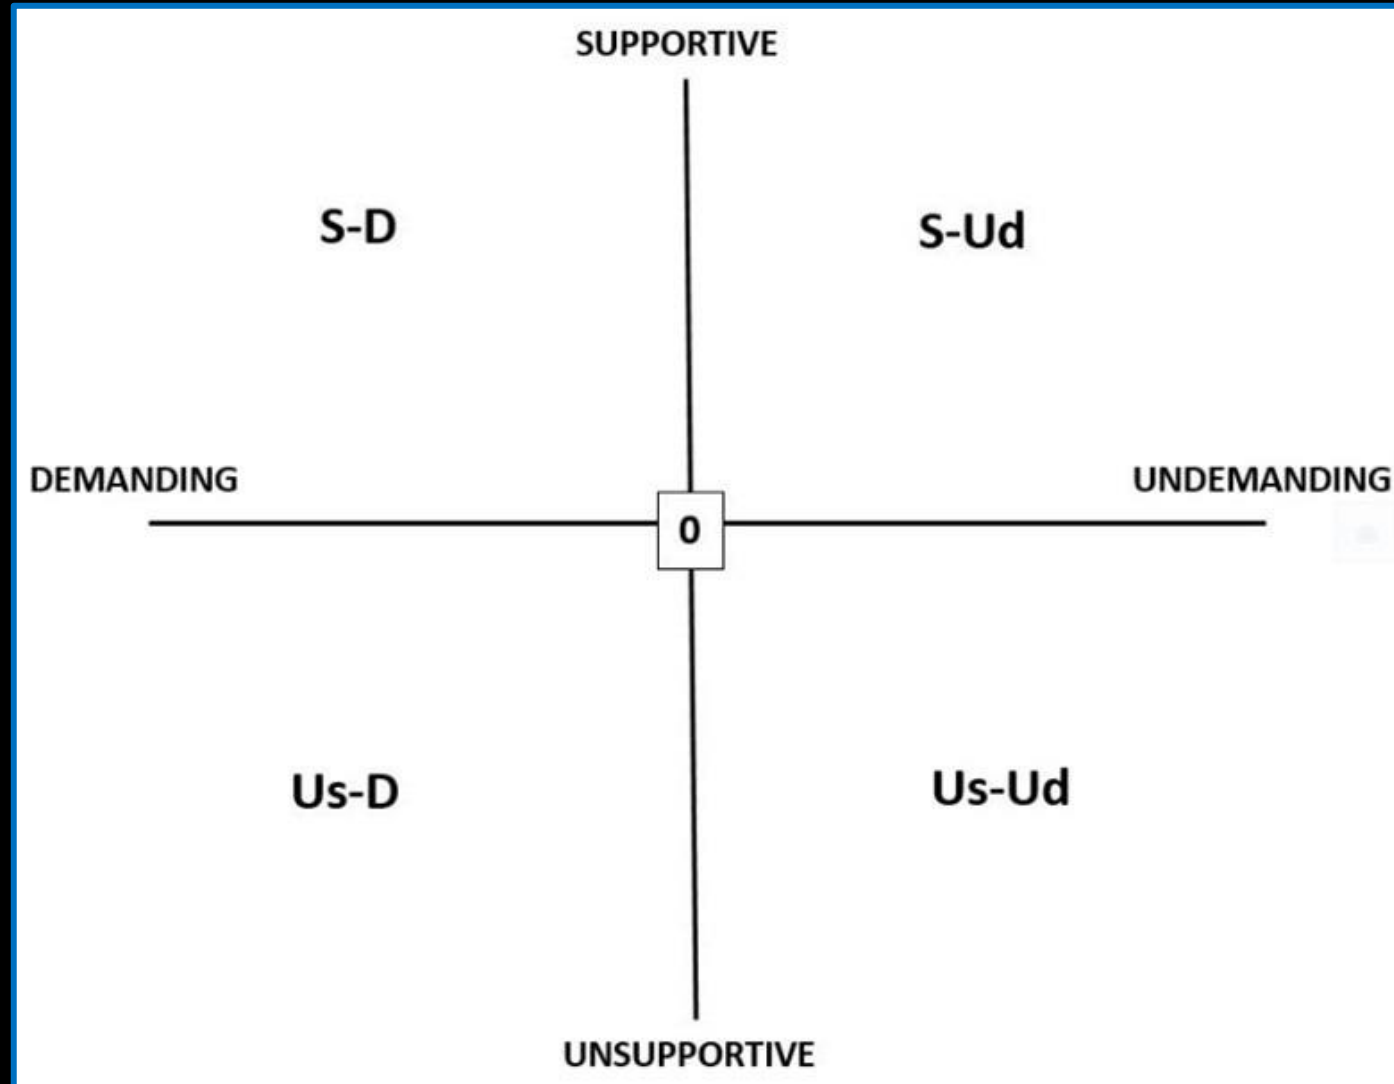 SUPPORTIVE
S-D
S-Ud
DEMANDING
UNDEMANDING
0
Us-D
Us-Ud
UNSUPPORTIVE